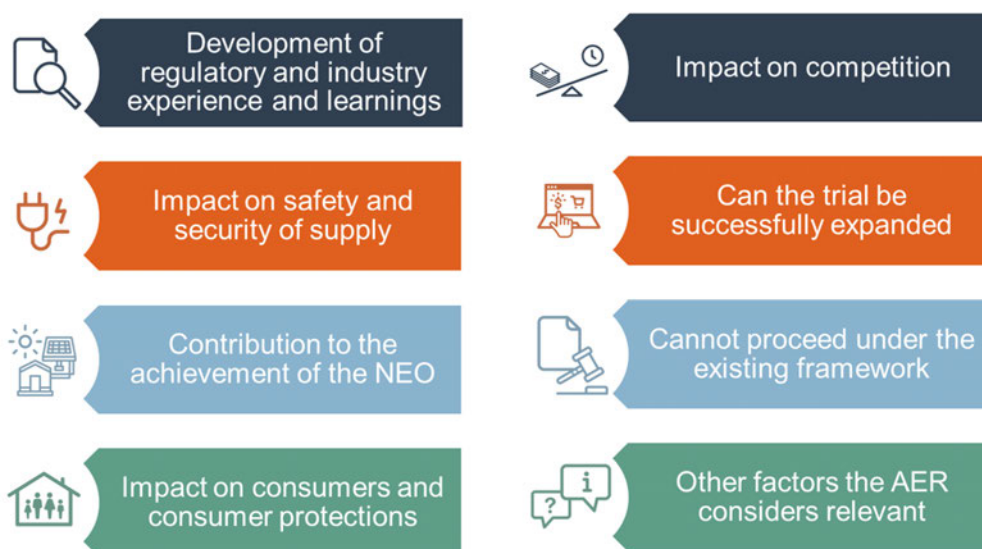 Development of
regulatory and industry
experience and learnings
Impact on competition
Impact on safety and
security of supply
Can the trial be
successfully expanded
Contribution to the
achievement of the NEO
Cannot proceed under the
existing framework
Impact on consumers and
consumer protections
Other factors the AER
considers relevant